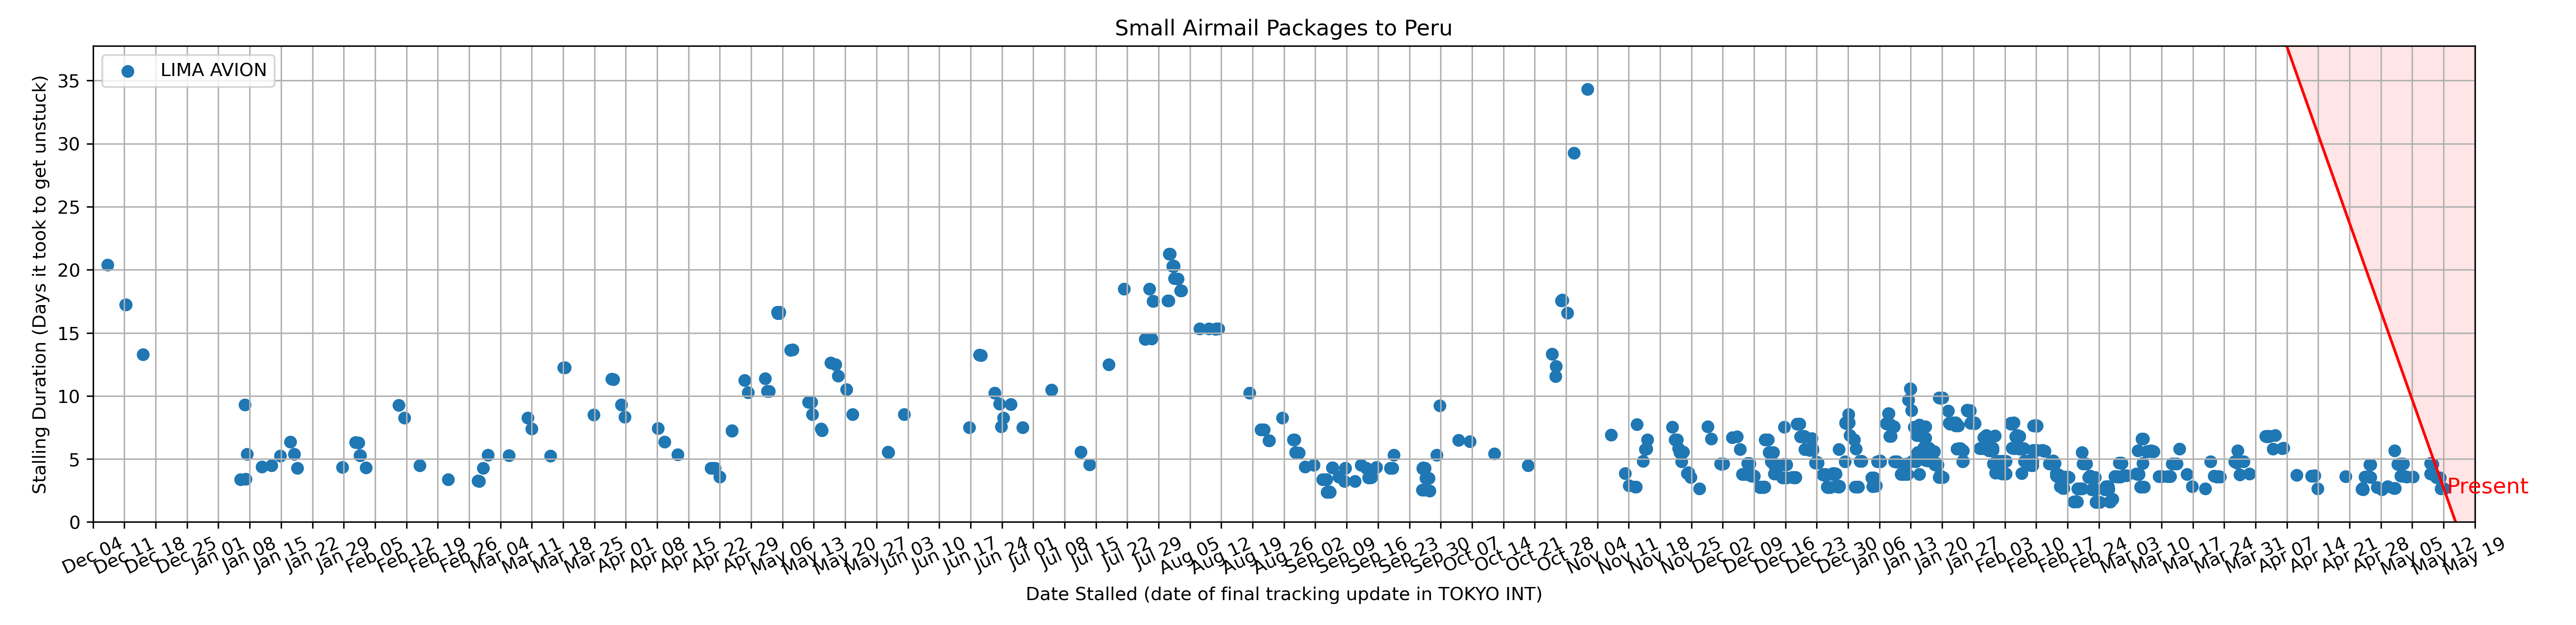 Small Airmail Packages to Peru
LIMA AVION
Stalling Duration (Days it took to get unstuck)
35
30
25
20
15
10
5
0
Present
Dec 04
Dec 11
Dec 18
Dec 25
Jan 01
Jan 08
Jan 15
Jan 22
Jan 29
Feb 05
Feb 12
Feb 19
Feb 26
Mar 04
Mar 11
Mar 18
Mar 25
Apr 01
Apr 08
Apr 15
Apr 22
Apr 29
May 06
May 13
May 20
May 27
Jun 03
Jun 10
Jun 17
Jun 24
Jul 01
Jul 08
Jul 15
Jul 22
Jul 29
Aug 05
Aug 12
Aug 19
Aug 26
Sep 02
Sep 09
Sep 16
Sep 23
Sep 30
Oct 07
Oct 14
Oct 21
Oct 28
Nov 04
Nov 11
Nov 18
Nov 25
Dec 02
Dec 09
Dec 16
Dec 23
Dec 30
Jan 06
Jan 13
Jan 20
Jan 27
Feb 03
Feb 10
Feb 17
Feb 24
Mar 03
Mar 10
Mar 17
Mar 24
Mar 31
Apr 07
Apr 14
Apr 21
Apr 28
May 05
May 12
May 19
Date Stalled (date of final tracking update in TOKYO INT)